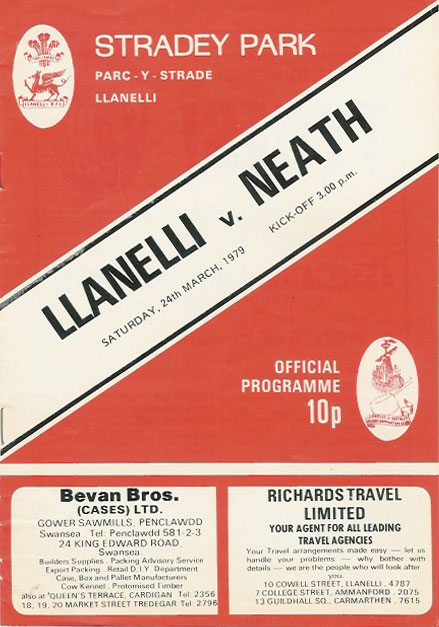 STRADEY PARK
PARC-Y-STRADE
LLANELLI
LLANELLI R.F.C.
LLANELLI v. NEATH
SATURDAY, 24th MARCH, 1979
KICK-OFF 3.00 p.m.
OFFICIAL
PROGRAMME
10p
Bevan Bros.
(CASES) LTD.
GOWER SAWMILLS, PENCLAWDD
Swansea Tel: Penclawdd 581-2-3
24 KING EDWARD ROAD,
Swansea.
Builders Supplies . Packing Advisory Service
Export Packing . Retail D.I.Y. Department
Case, Box and Pallet Manufacturers
Cow Kennel . Protomised Timber
also at 'QUEEN'S TERRACE, CARDIGAN Tel: 2356
18, 19, 20 MARKET STREET TREDEGAR Tel: 2796
RICHARDS TRAVEL
LIMITED
YOUR AGENT FOR ALL LEADING
TRAVEL AGENCIES
Your Travel arrangements made easy — let us
handle your problems — why bother with
details — we are the people who will look after
you.
10 COWELL STREET, LLANELLI . 4787
7 COLLEGE STREET, AMMANFORD . 2075
13 GUILDHALL SQ., CARMARTHEN . 7615